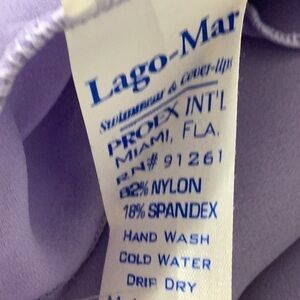 Lago-Mar
Swimwear & Cover-Ups
PROEX INT'L
MIAMI, FLA.
RN# 91261
82% NYLON
18% SPANDEX
HAND WASH
COLD WATER
DRIP DRY